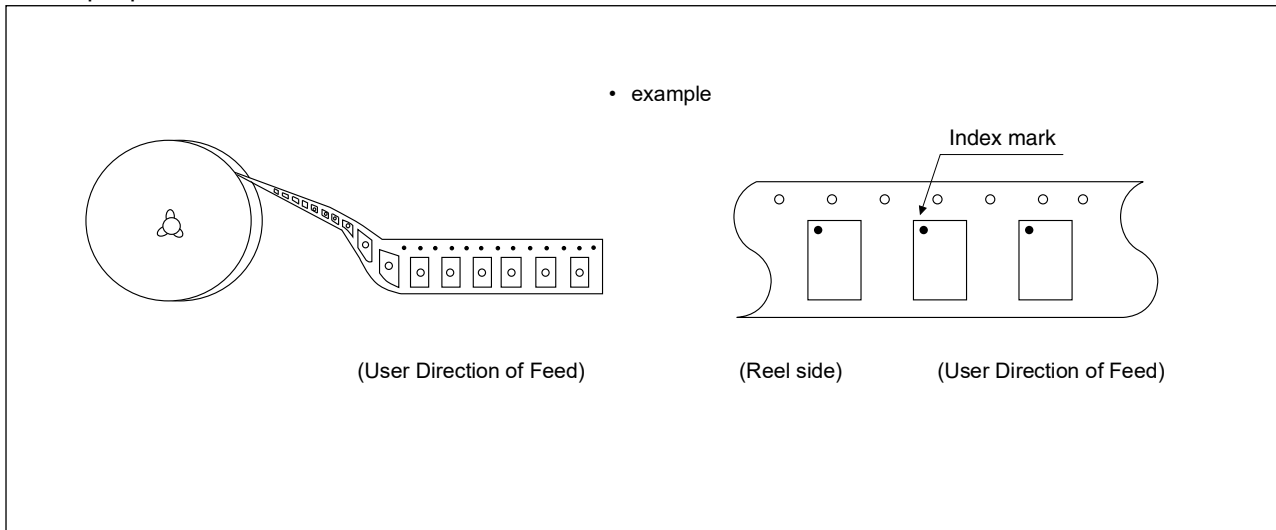 • example
Index mark
(User Direction of Feed)
(Reel side)
(User Direction of Feed)